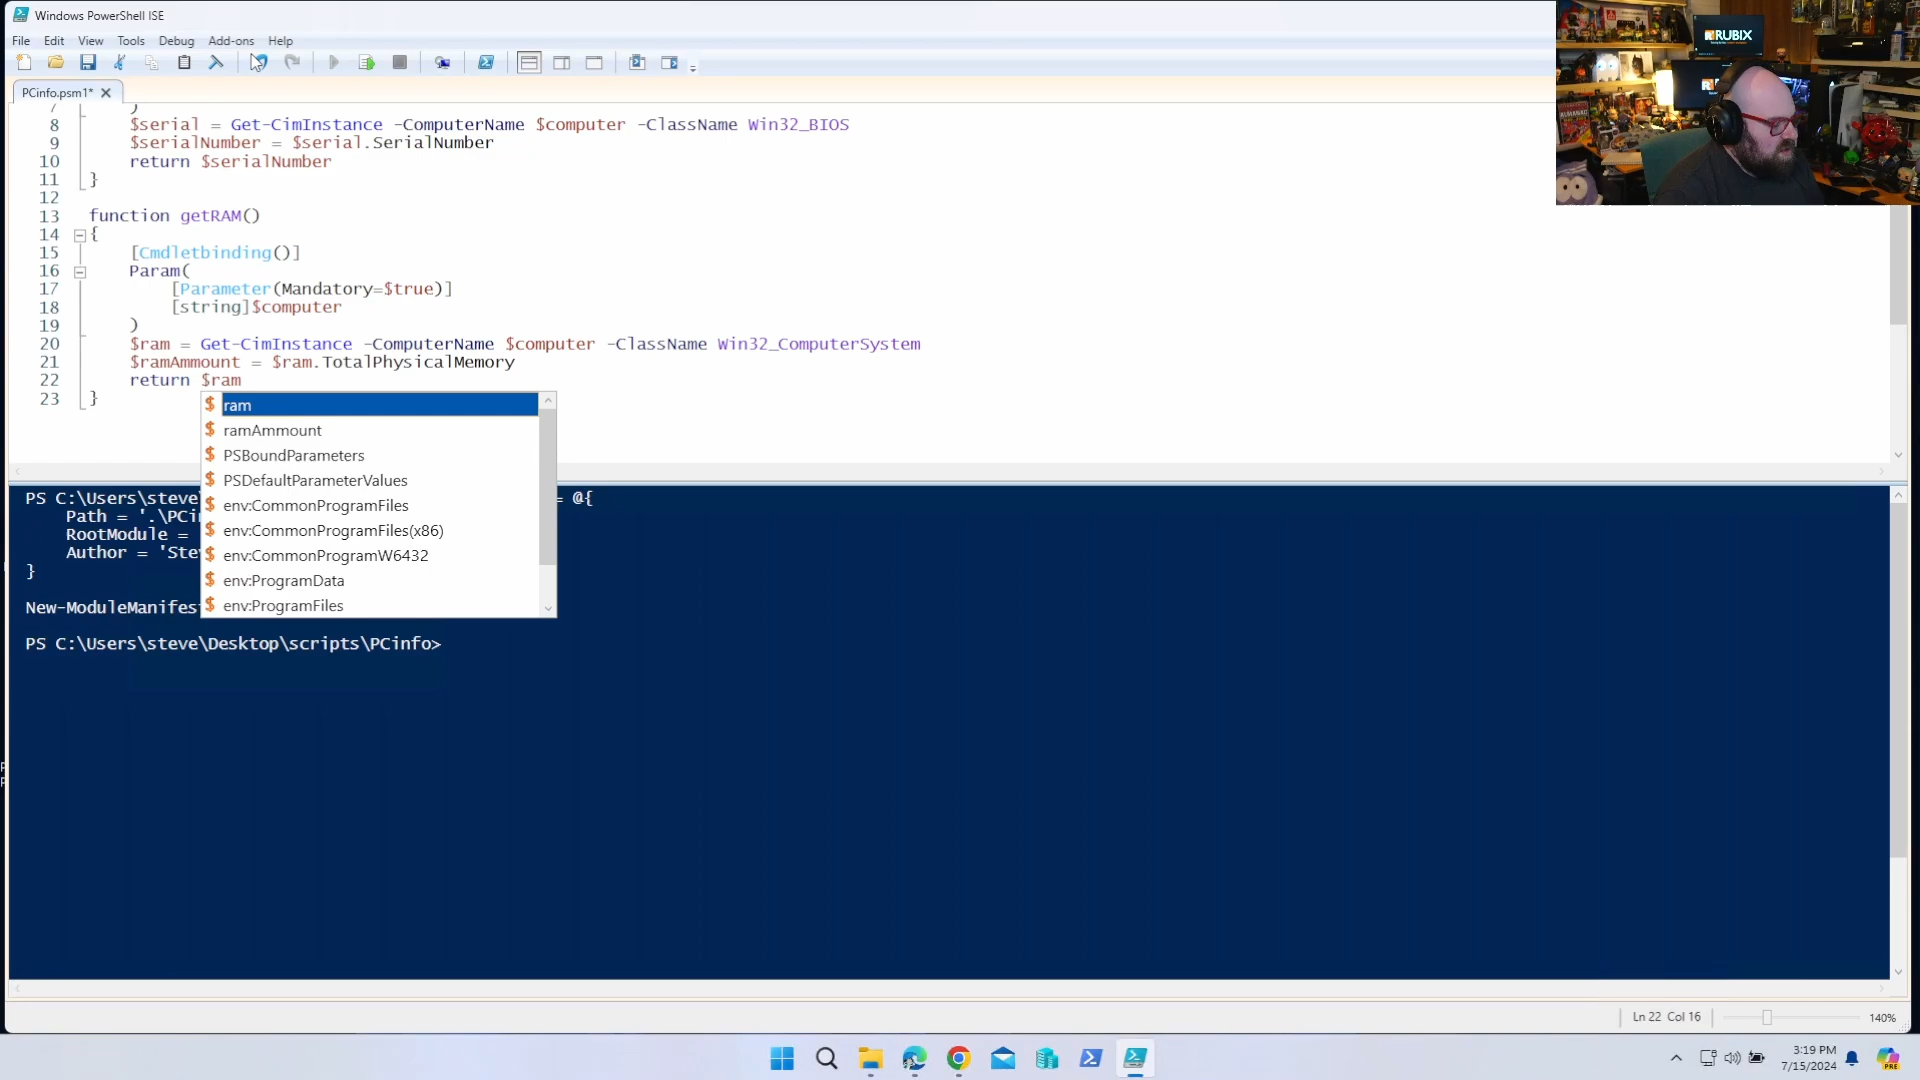 Windows PowerShell ISE
File Edit View Tools Debug Add-ons Help
PCinfo.psm1*
7 )
8 $serial = Get-CimInstance -ComputerName $computer -ClassName Win32_BIOS
9 $serialNumber = $serial.SerialNumber
10 return $serialNumber
11 }
12
13 function getRAM()
14 {
15 [Cmdletbinding()]
16 Param(
17 [Parameter(Mandatory=$true)]
18 [string]$computer
19 )
20 $ram = Get-CimInstance -ComputerName $computer -ClassName Win32_ComputerSystem
21 $ramAmmount = $ram.TotalPhysicalMemory
22 return $ram
23 }
$ ram
$ ramAmmount
$ PSBoundParameters
$ PSDefaultParameterValues
$ env:CommonProgramFiles
$ env:CommonProgramFiles(x86)
$ env:CommonProgramW6432
$ env:ProgramData
$ env:ProgramFiles
PS C:\Users\steve = @{
Path = '.\PCi
RootModule =
Author = 'Ste
}
New-ModuleManifes
PS C:\Users\steve\Desktop\scripts\PCinfo>
Ln 22 Col 16
140%
3:19 PM
7/15/2024
PRE
RUBIX